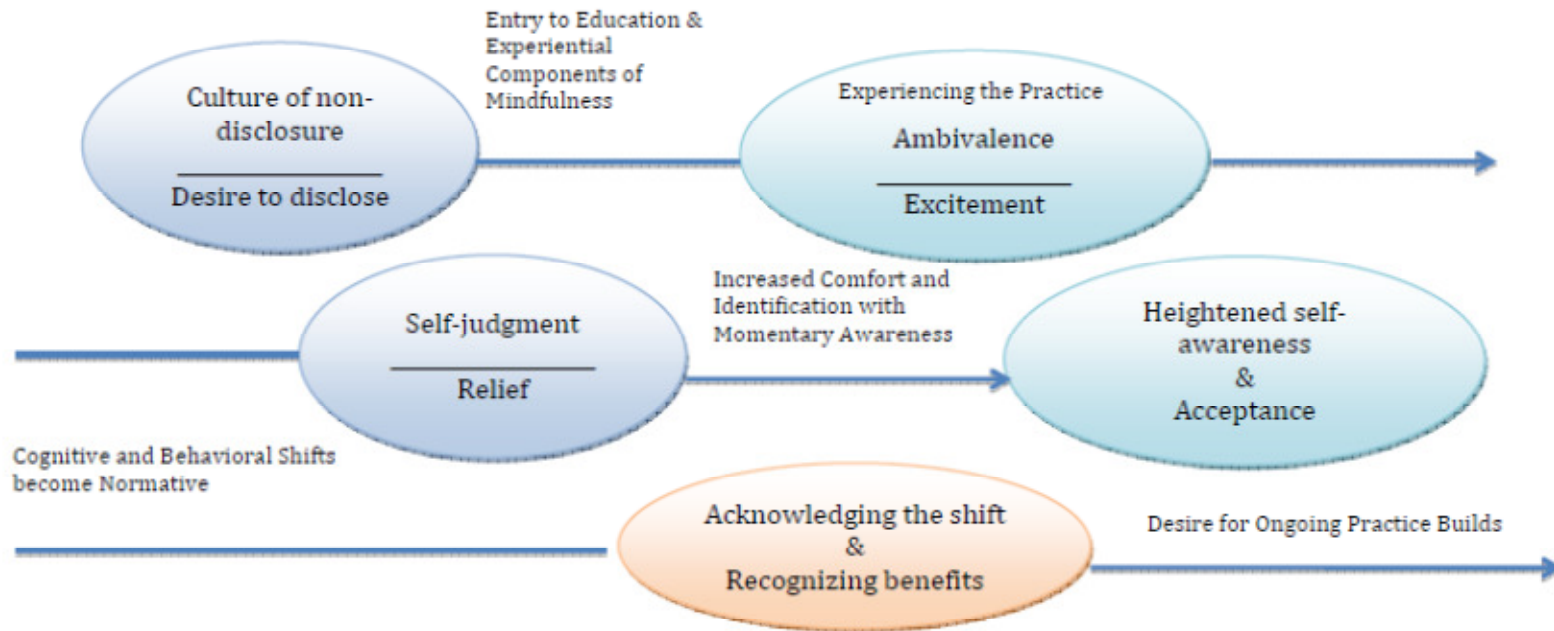 Culture of non-
disclosure
Desire to disclose
Entry to Education &
Experiential
Components of
Mindfulness
Experiencing the Practice
Ambivalence
Excitement
Self-judgment
Relief
Increased Comfort and
Identification with
Momentary Awareness
Heightened self-
awareness
&
Acceptance
Cognitive and Behavioral Shifts
become Normative
Acknowledging the shift
&
Recognizing benefits
Desire for Ongoing Practice Builds